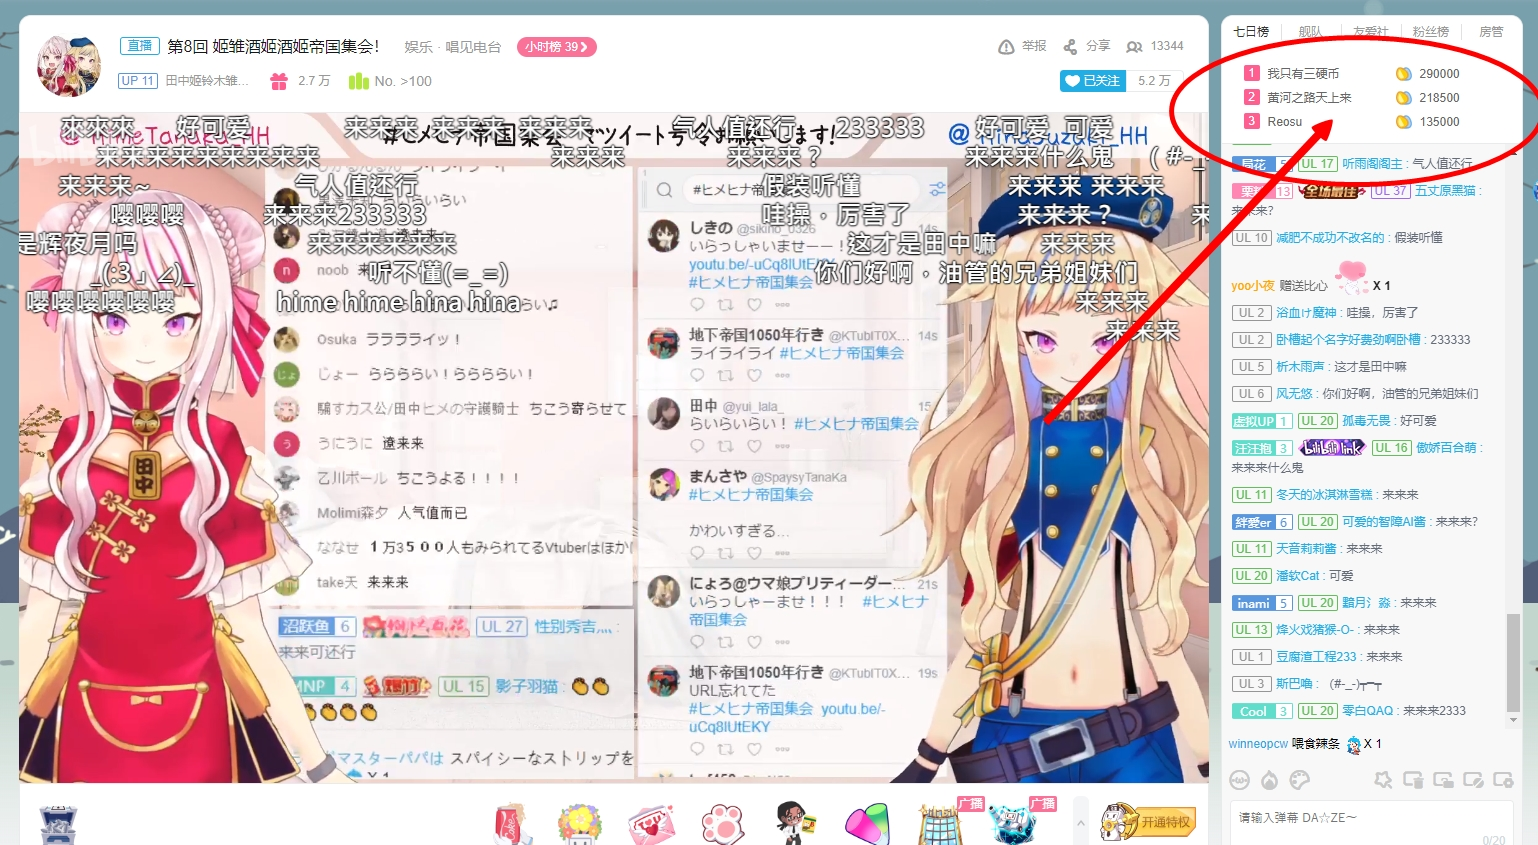 直播 第8回 姬雏酒姬酒姬帝国集会! 娱乐 · 唱见电台 小时榜 39 举报 分享 13344
UP 11 田中姬铃木雏... 2.7 万 No. >100 已关注 5.2 万
七日榜 舰队 友爱社 粉丝榜 房管
1 我只有三硬币 290000
2 黄河之路天上来 218500
3 Reosu 135000
UL 17 听雨阁阁主 : 气人值还行
13 全场最佳 UL 37 五丈原黑猫 :
来来来?
UL 10 减肥不成功不改名的 : 假装听懂
yoo小夜 赠送比心 X 1
UL 2 浴血け魔神 : 哇操，厉害了
UL 2 卧槽起个名字好费劲啊卧槽 : 233333
UL 5 析木雨声 : 这才是田中嘛
UL 6 风无悠 : 你们好啊，油管的兄弟姐妹们
虚拟UP 1 UL 20 孤毒无畏 : 好可爱
汪汪抱 3 bilibili link UL 16 傲娇百合萌 :
来来来什么鬼
UL 11 冬天的冰淇淋雪糕 : 来来来
絆愛er 6 UL 20 可爱的智障AI酱 : 来来来?
UL 11 天音莉莉酱 : 来来来
UL 20 潘软Cat : 可爱
inami 5 UL 20 黯月氵淼 : 来来来
UL 13 烽火戏猪猴-O- : 来来来
UL 1 豆腐渣工程233 : 来来来
UL 3 斯巴噜 : (#-_-)┯━┯
Cool 3 UL 20 零白QAQ : 来来来2333
winneopcw 喂食辣条 X 1
请输入弹幕 DA☆ZE～
0/20
來來來 好可爱 来来来 来来来 来来来 气人值还行 233333 好可爱 可爱
#ヒメヒナ帝国集会
来来来来来来来来来 来来来 来来来？ 来来来什么鬼 (#-_
来来来~ 气人值还行 假装听懂 来来来 来来来
嘤嘤嘤 来来来233333 哇操，厉害了 来来来？
是辉夜月吗 来来来来来来 这才是田中嘛 来来来
_(:3」∠)_ 听不懂(=_=) 你们好啊，油管的兄弟姐妹们
嘤嘤嘤嘤嘤嘤 hime hime hina hina 来来来
来来来
noob
Osuka ララララライッ！
じょー らららららい！らららららい！
騙すカス公/田中ヒメの守護騎士 ちこう寄らせて
うにうに 遼来来
乙川ボール ちこうよる！！！！
Molimi森夕 人气值而已
ななせ 1万3500人もみられてるVtuberはほか
take天 来来来
沼跃鱼 6 UL 27 性别秀吉灬 :
来来可还行
MNP 4 UL 15 影子羽猫 :
マスターパパは スパイシーなストリップを
X 1
しきの @sikino_0326 14s
いらっしゃいませーー！
youtu.be/-uCq8lUtE
#ヒメヒナ帝国集会
地下帝国1050年行き @KTubIT0X... 14s
ライライライ #ヒメヒナ帝国集会
田中 @yui_lala_ 15
らいらいらい！ #ヒメヒナ帝国集会
まんさや @SpaysyTanaKa
#ヒメヒナ帝国集会
かわいすぎる...
にょろ@ウマ娘プリティーダー... 21s
いらっしゃーませ！！！ #ヒメヒナ
帝国集会
地下帝国1050年行き @KTubIT0X... 19s
URL忘れてた
#ヒメヒナ帝国集会 youtu.be/-
uCq8lUtEKY
田中
广播 广播
开通特权